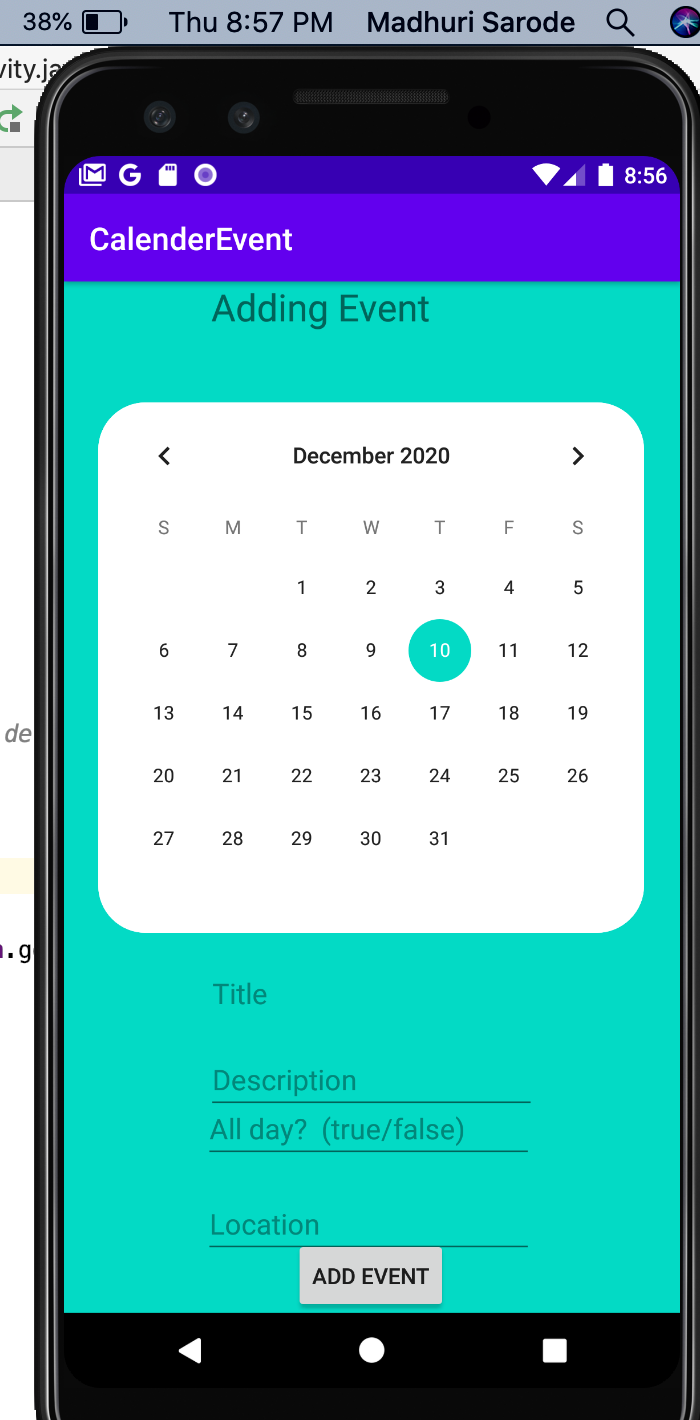 38% Thu 8:57 PM Madhuri Sarode
vity.ja
G 8:56
CalenderEvent
Adding Event
December 2020
S M T W T F S
1 2 3 4 5
6 7 8 9 10 11 12
13 14 15 16 17 18 19
20 21 22 23 24 25 26
27 28 29 30 31
de
.g
Title
Description
All day? (true/false)
Location
ADD EVENT